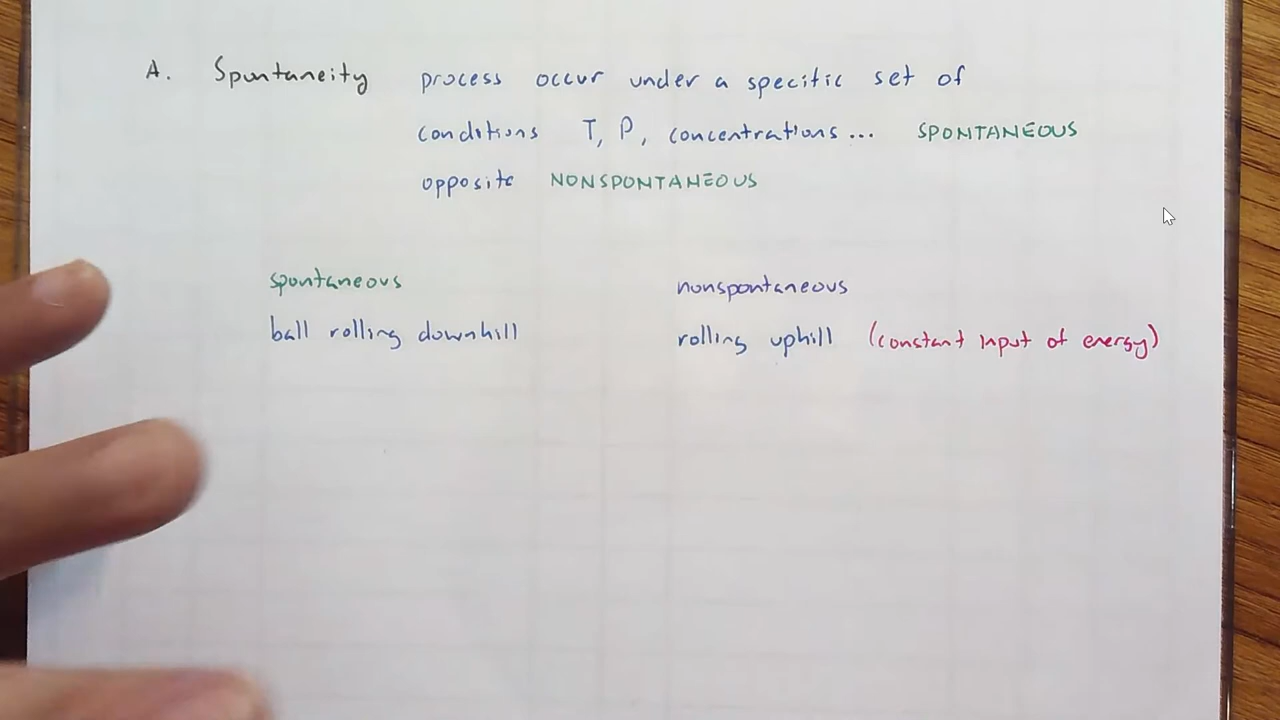 A. Spontaneity process occur under a specific set of
conditions T, P, concentrations... SPONTANEOUS
opposite NONSPONTANEOUS
spontaneous nonspontaneous
ball rolling downhill rolling uphill (constant input of energy)